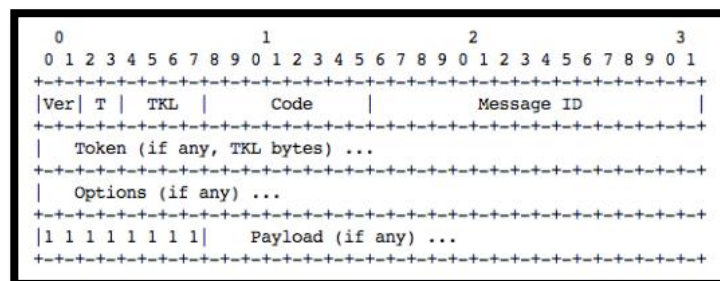 0 1 2 3
0 1 2 3 4 5 6 7 8 9 0 1 2 3 4 5 6 7 8 9 0 1 2 3 4 5 6 7 8 9 0 1
+-+-+-+-+-+-+-+-+-+-+-+-+-+-+-+-+-+-+-+-+-+-+-+-+-+-+-+-+-+-+-+-+
|Ver| T | TKL | Code | Message ID |
+-+-+-+-+-+-+-+-+-+-+-+-+-+-+-+-+-+-+-+-+-+-+-+-+-+-+-+-+-+-+-+-+
| Token (if any, TKL bytes) ...
+-+-+-+-+-+-+-+-+-+-+-+-+-+-+-+-+-+-+-+-+-+-+-+-+-+-+-+-+-+-+-+-+
| Options (if any) ...
+-+-+-+-+-+-+-+-+-+-+-+-+-+-+-+-+-+-+-+-+-+-+-+-+-+-+-+-+-+-+-+-+
|1 1 1 1 1 1 1 1| Payload (if any) ...
+-+-+-+-+-+-+-+-+-+-+-+-+-+-+-+-+-+-+-+-+-+-+-+-+-+-+-+-+-+-+-+-+